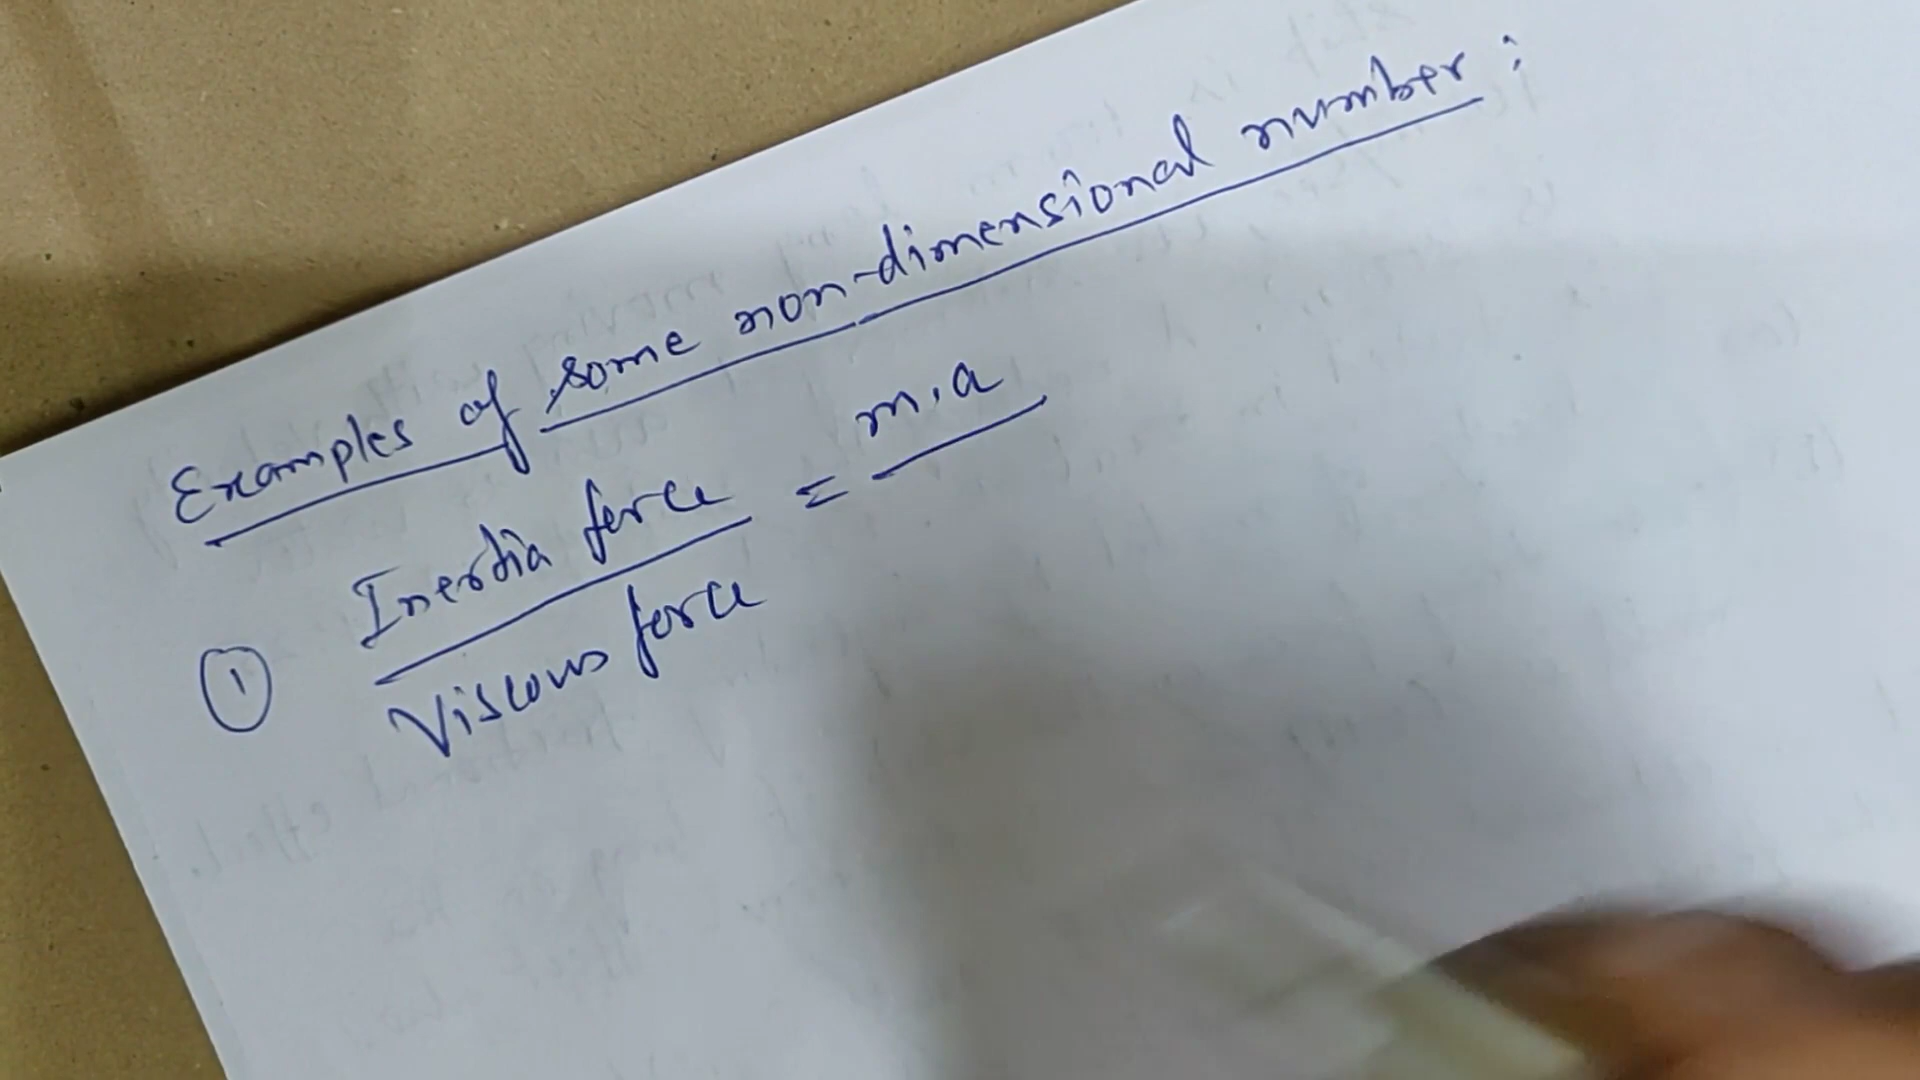 Examples of some non-dimensional number :
① Inertia force / Viscous force = m.a /